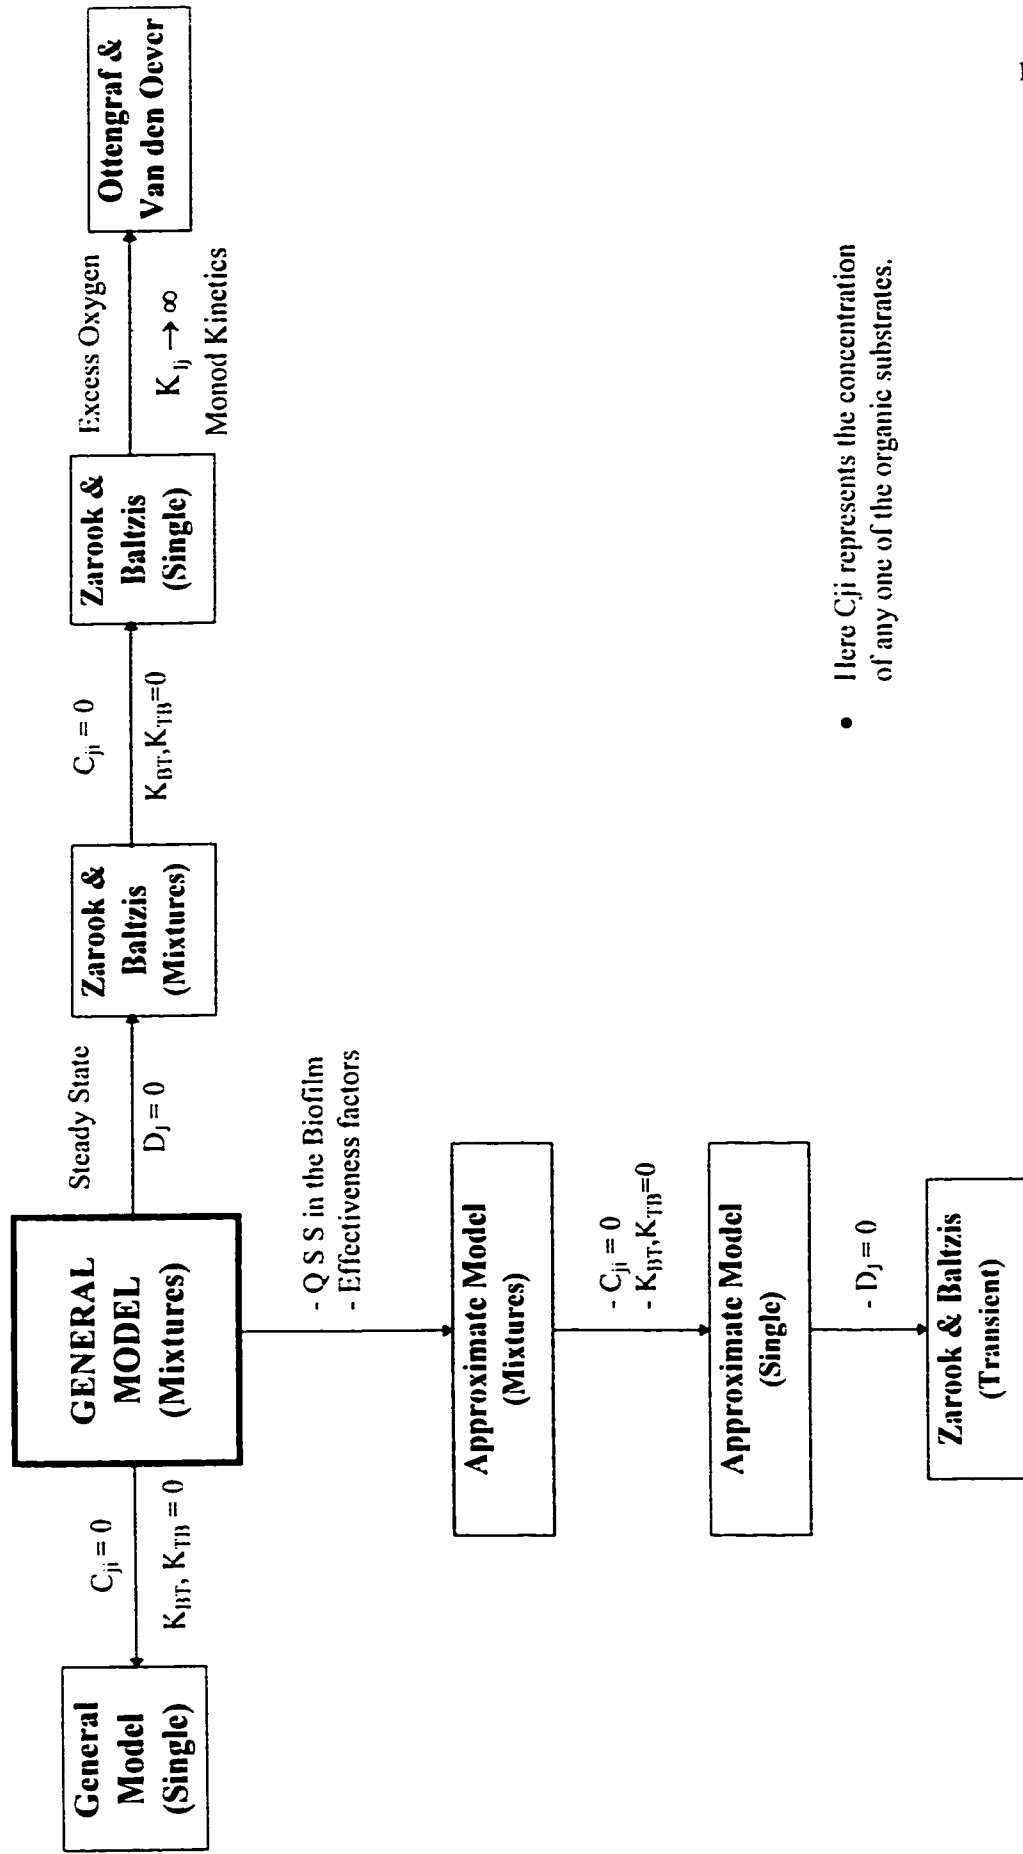 General
Model
(Single)
C_ji = 0
K_BT, K_TB = 0
GENERAL
MODEL
(Mixtures)
Steady State
D_j = 0
Zarook &
Baltzis
(Mixtures)
C_ji = 0
K_BT,K_TB=0
Zarook &
Baltzis
(Single)
Excess Oxygen
K_Ij → ∞
Monod Kinetics
Ottengraf &
Van den Oever
- Q S S in the Biofilm
- Effectiveness factors
Approximate Model
(Mixtures)
- C_ji = 0
- K_BT,K_TB=0
Approximate Model
(Single)
- D_j = 0
Zarook & Baltzis
(Transient)
• Here Cji represents the concentration
of any one of the organic substrates.